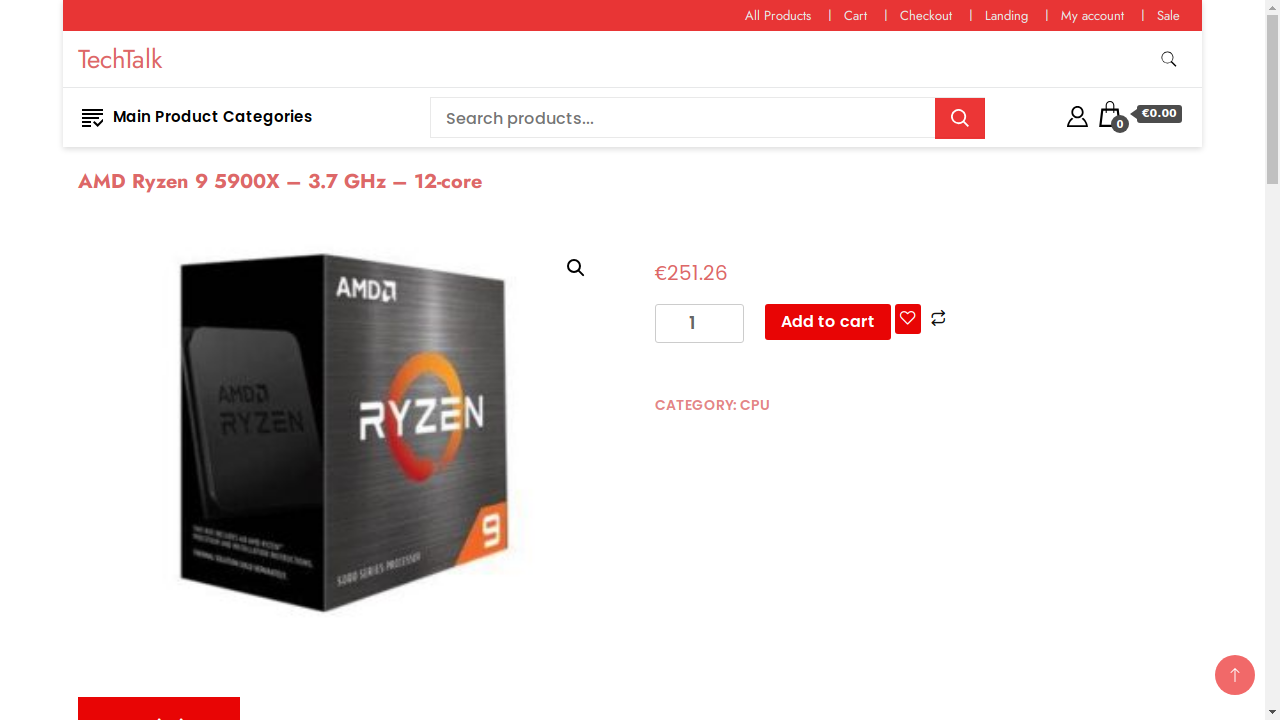 All Products
Cart
Checkout
Landing
My account
Sale
TechTalk
Main Product Categories
Search products...
0
€0.00
AMD Ryzen 9 5900X – 3.7 GHz – 12-core
AMD
RYZEN
AMD
RYZEN
9
5000 SERIES PROCESSOR
€251.26
1
Add to cart
CATEGORY: CPU